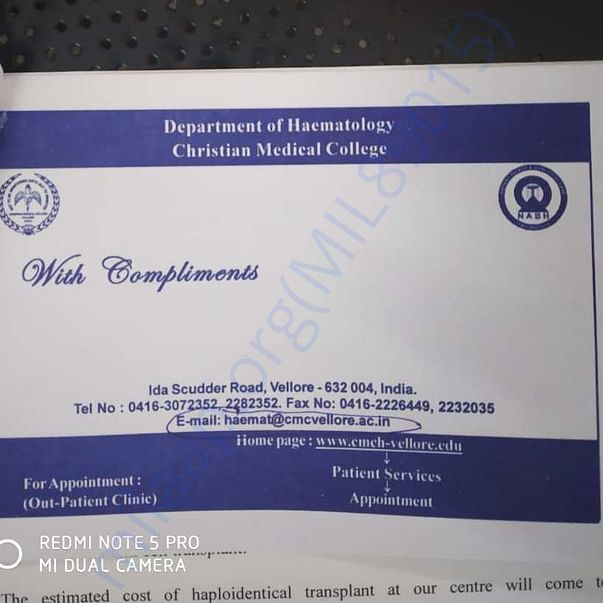 Department of Haematology
Christian Medical College
NABH
With Compliments
Ida Scudder Road, Vellore - 632 004, India.
Tel No : 0416-3072352, 2282352. Fax No: 0416-2226449, 2232035
E-mail: haemat@cmcvellore.ac.in
Home page : www.cmch-vellore.edu
↓
For Appointment :
(Out-Patient Clinic)
Patient Services
↓
Appointment
transplant.
REDMI NOTE 5 PRO
MI DUAL CAMERA
The estimated cost of haploidentical transplant at our centre will come to